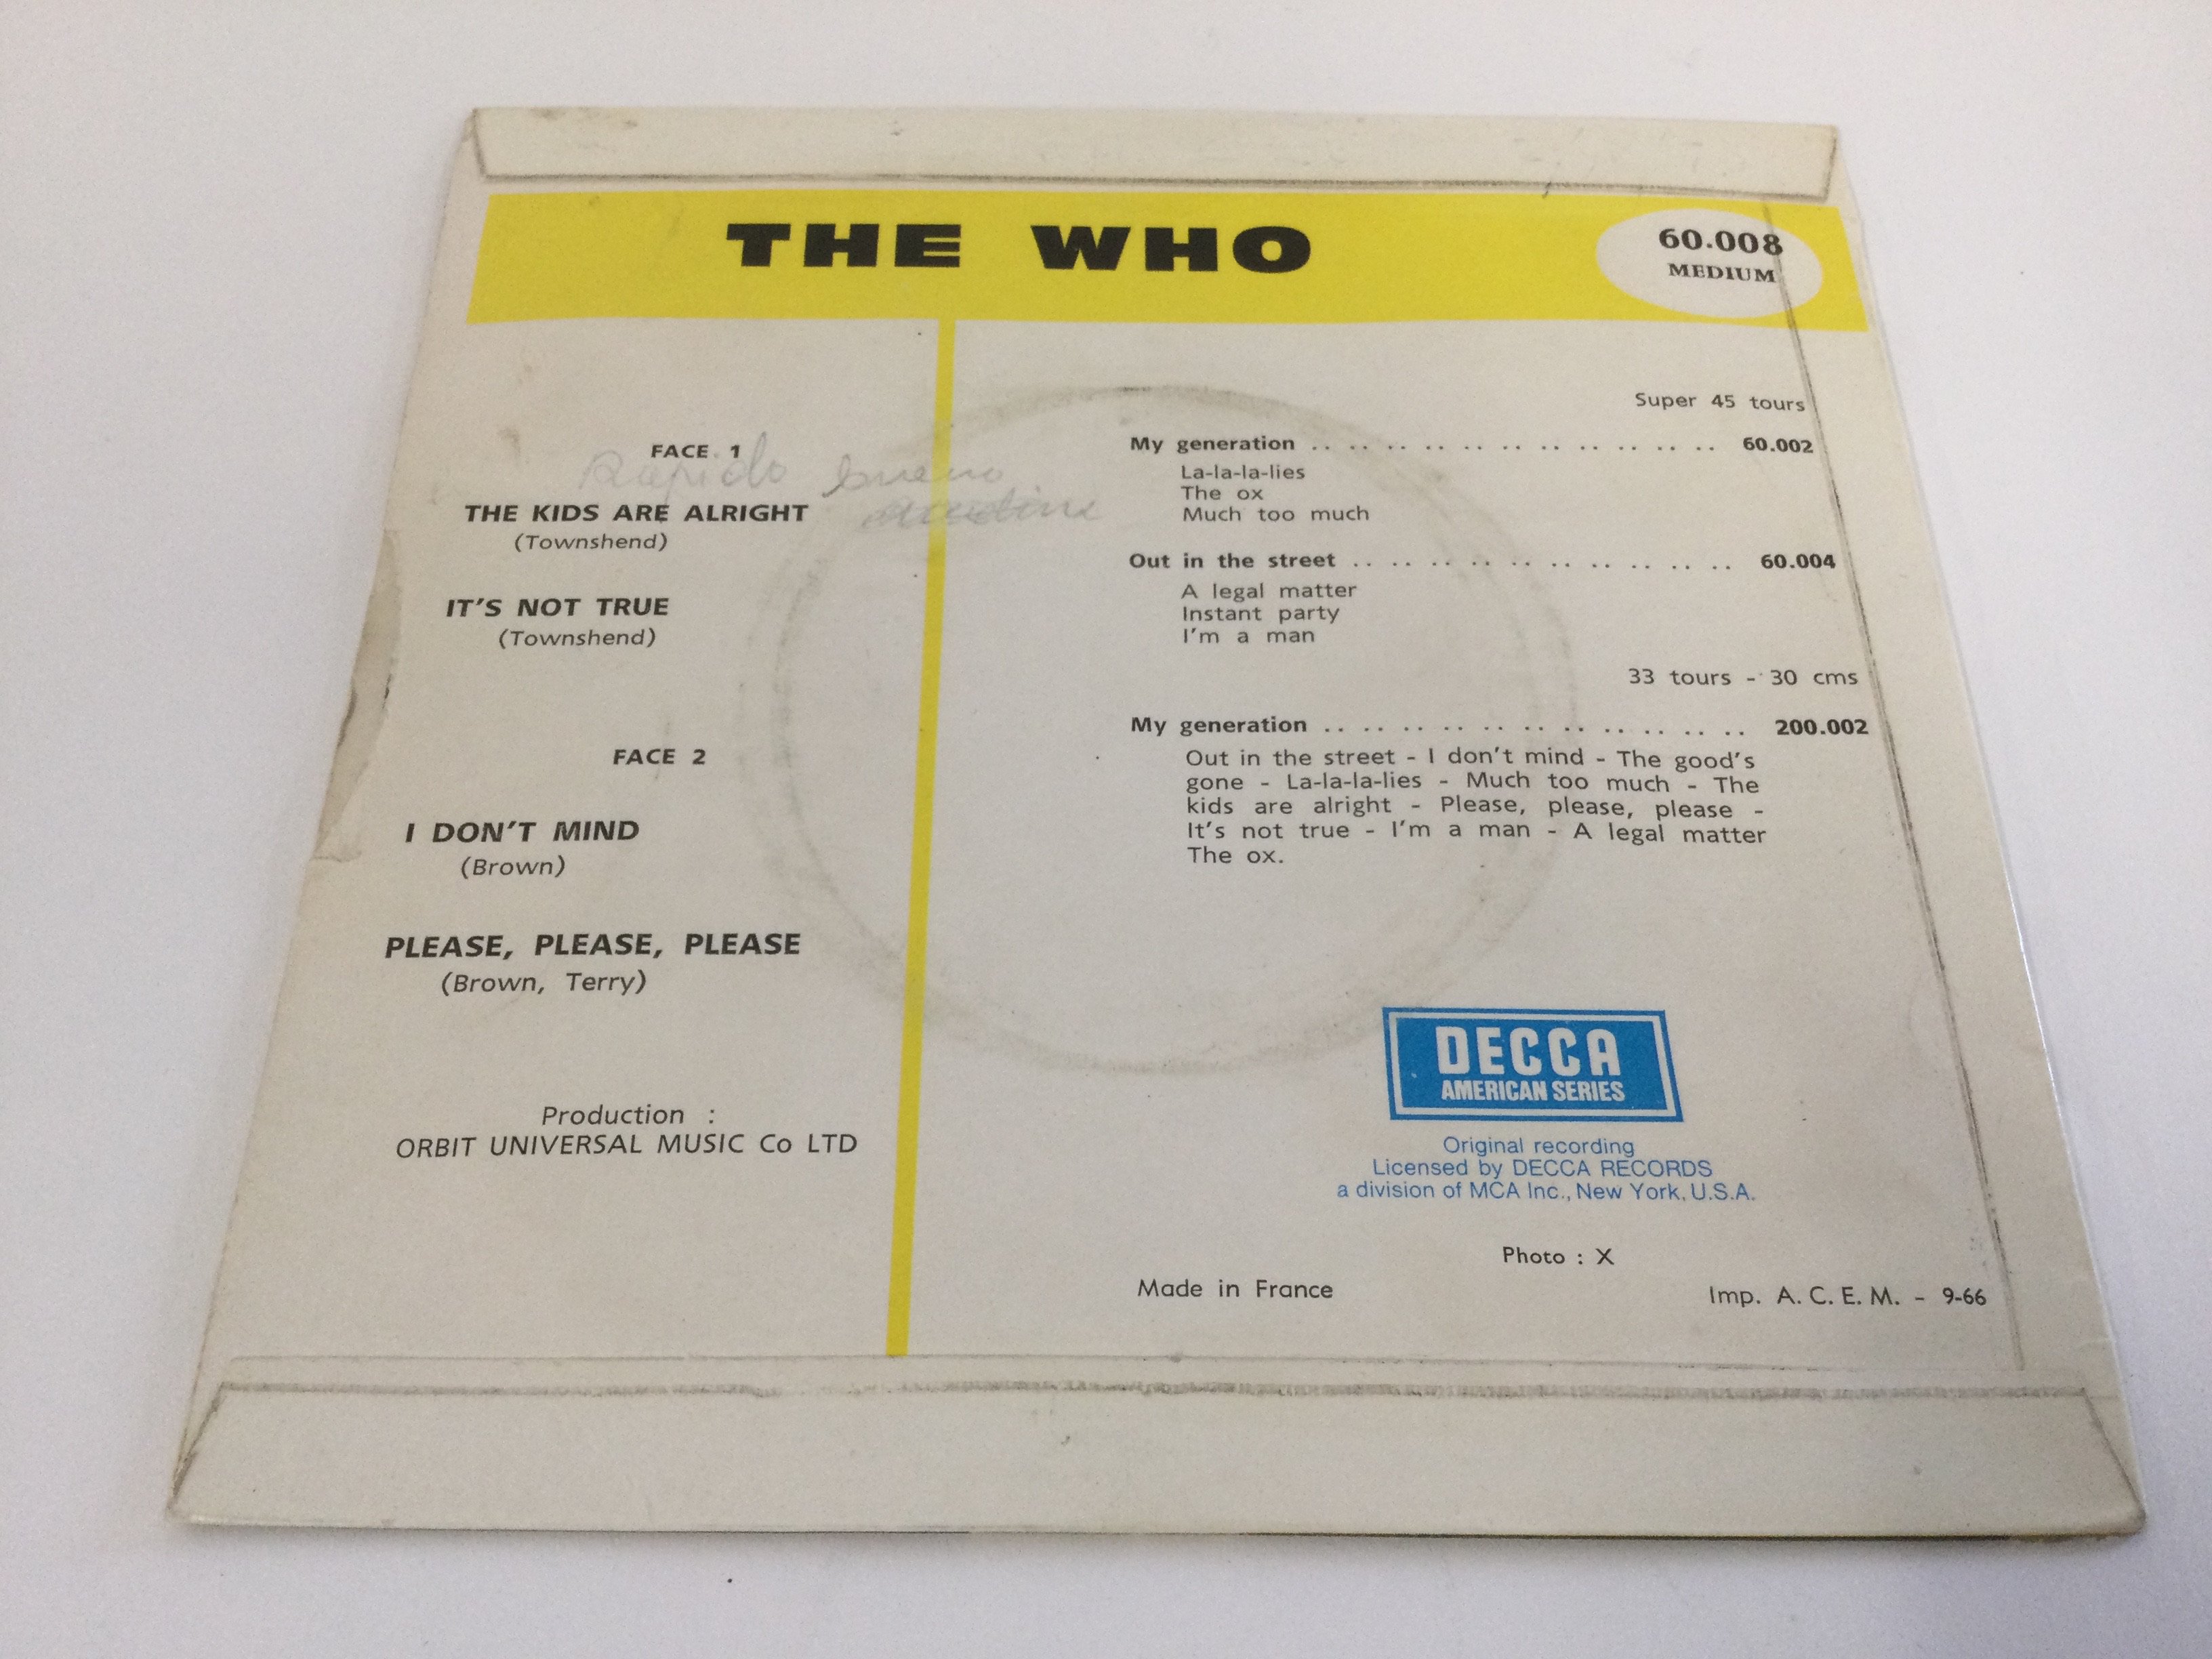 THE WHO
60.008
MEDIUM
FACE 1
Rapido bueno
THE KIDS ARE ALRIGHT
(Townshend)
IT'S NOT TRUE
(Townshend)
FACE 2
I DON'T MIND
(Brown)
PLEASE, PLEASE, PLEASE
(Brown, Terry)
Production :
ORBIT UNIVERSAL MUSIC Co LTD
Super 45 tours
My generation .. .. .. .. .. .. .. .. .. .. .. 60.002
La-la-la-lies
The ox
Much too much
Out in the street .. .. .. .. .. .. .. .. .. .. 60.004
A legal matter
Instant party
I'm a man
33 tours - 30 cms
My generation .. .. .. .. .. .. .. .. .. .. .. 200.002
Out in the street - I don't mind - The good's
gone - La-la-la-lies - Much too much - The
kids are alright - Please, please, please -
It's not true - I'm a man - A legal matter
The ox.
DECCA
AMERICAN SERIES
Original recording
Licensed by DECCA RECORDS
a division of MCA Inc., New York, U.S.A.
Photo : X
Made in France
Imp. A. C. E. M. - 9-66